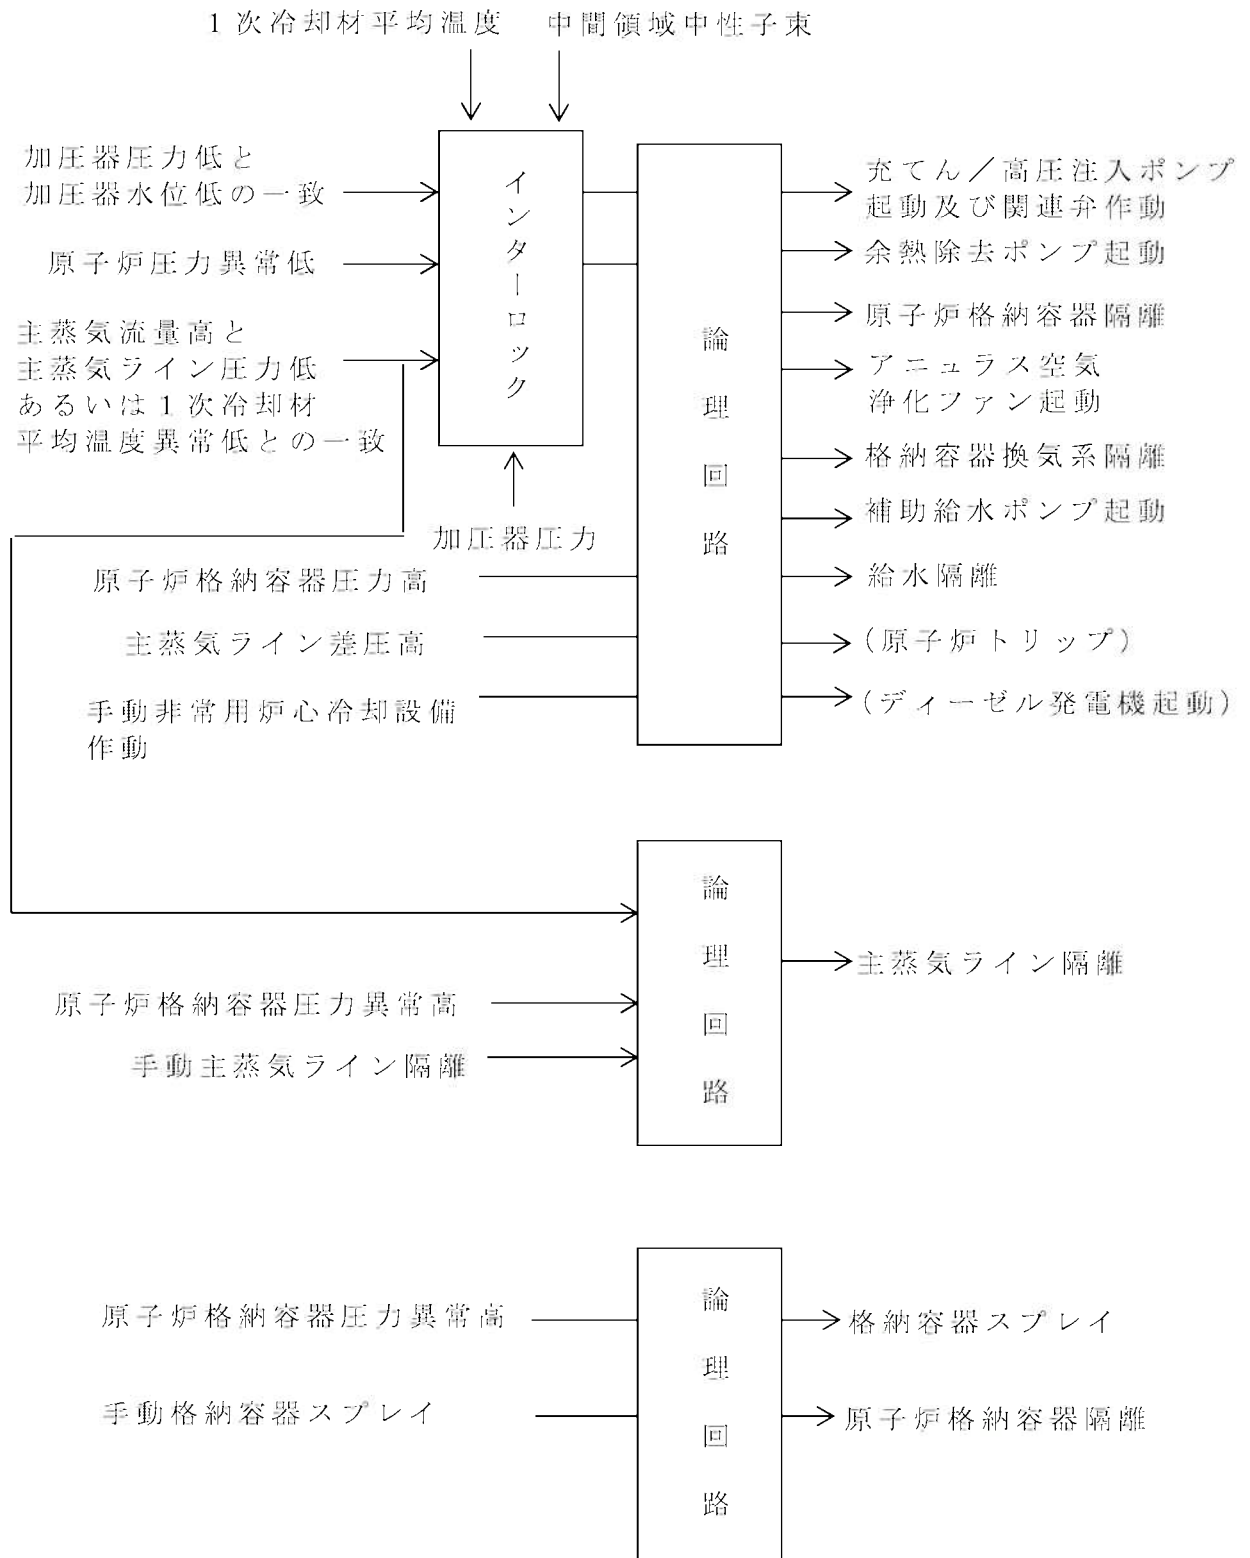 1次冷却材平均温度
中間領域中性子束
加圧器圧力低と
加圧器水位低の一致
原子炉圧力異常低
主蒸気流量高と
主蒸気ライン圧力低
あるいは1次冷却材
平均温度異常低との一致
インターロック
加圧器圧力
原子炉格納容器圧力高
主蒸気ライン差圧高
手動非常用炉心冷却設備
作動
論理回路
充てん／高圧注入ポンプ
起動及び関連弁作動
余熱除去ポンプ起動
原子炉格納容器隔離
アニュラス空気
浄化ファン起動
格納容器換気系隔離
補助給水ポンプ起動
給水隔離
(原子炉トリップ)
(ディーゼル発電機起動)
原子炉格納容器圧力異常高
手動主蒸気ライン隔離
論理回路
主蒸気ライン隔離
原子炉格納容器圧力異常高
手動格納容器スプレイ
論理回路
格納容器スプレイ
原子炉格納容器隔離